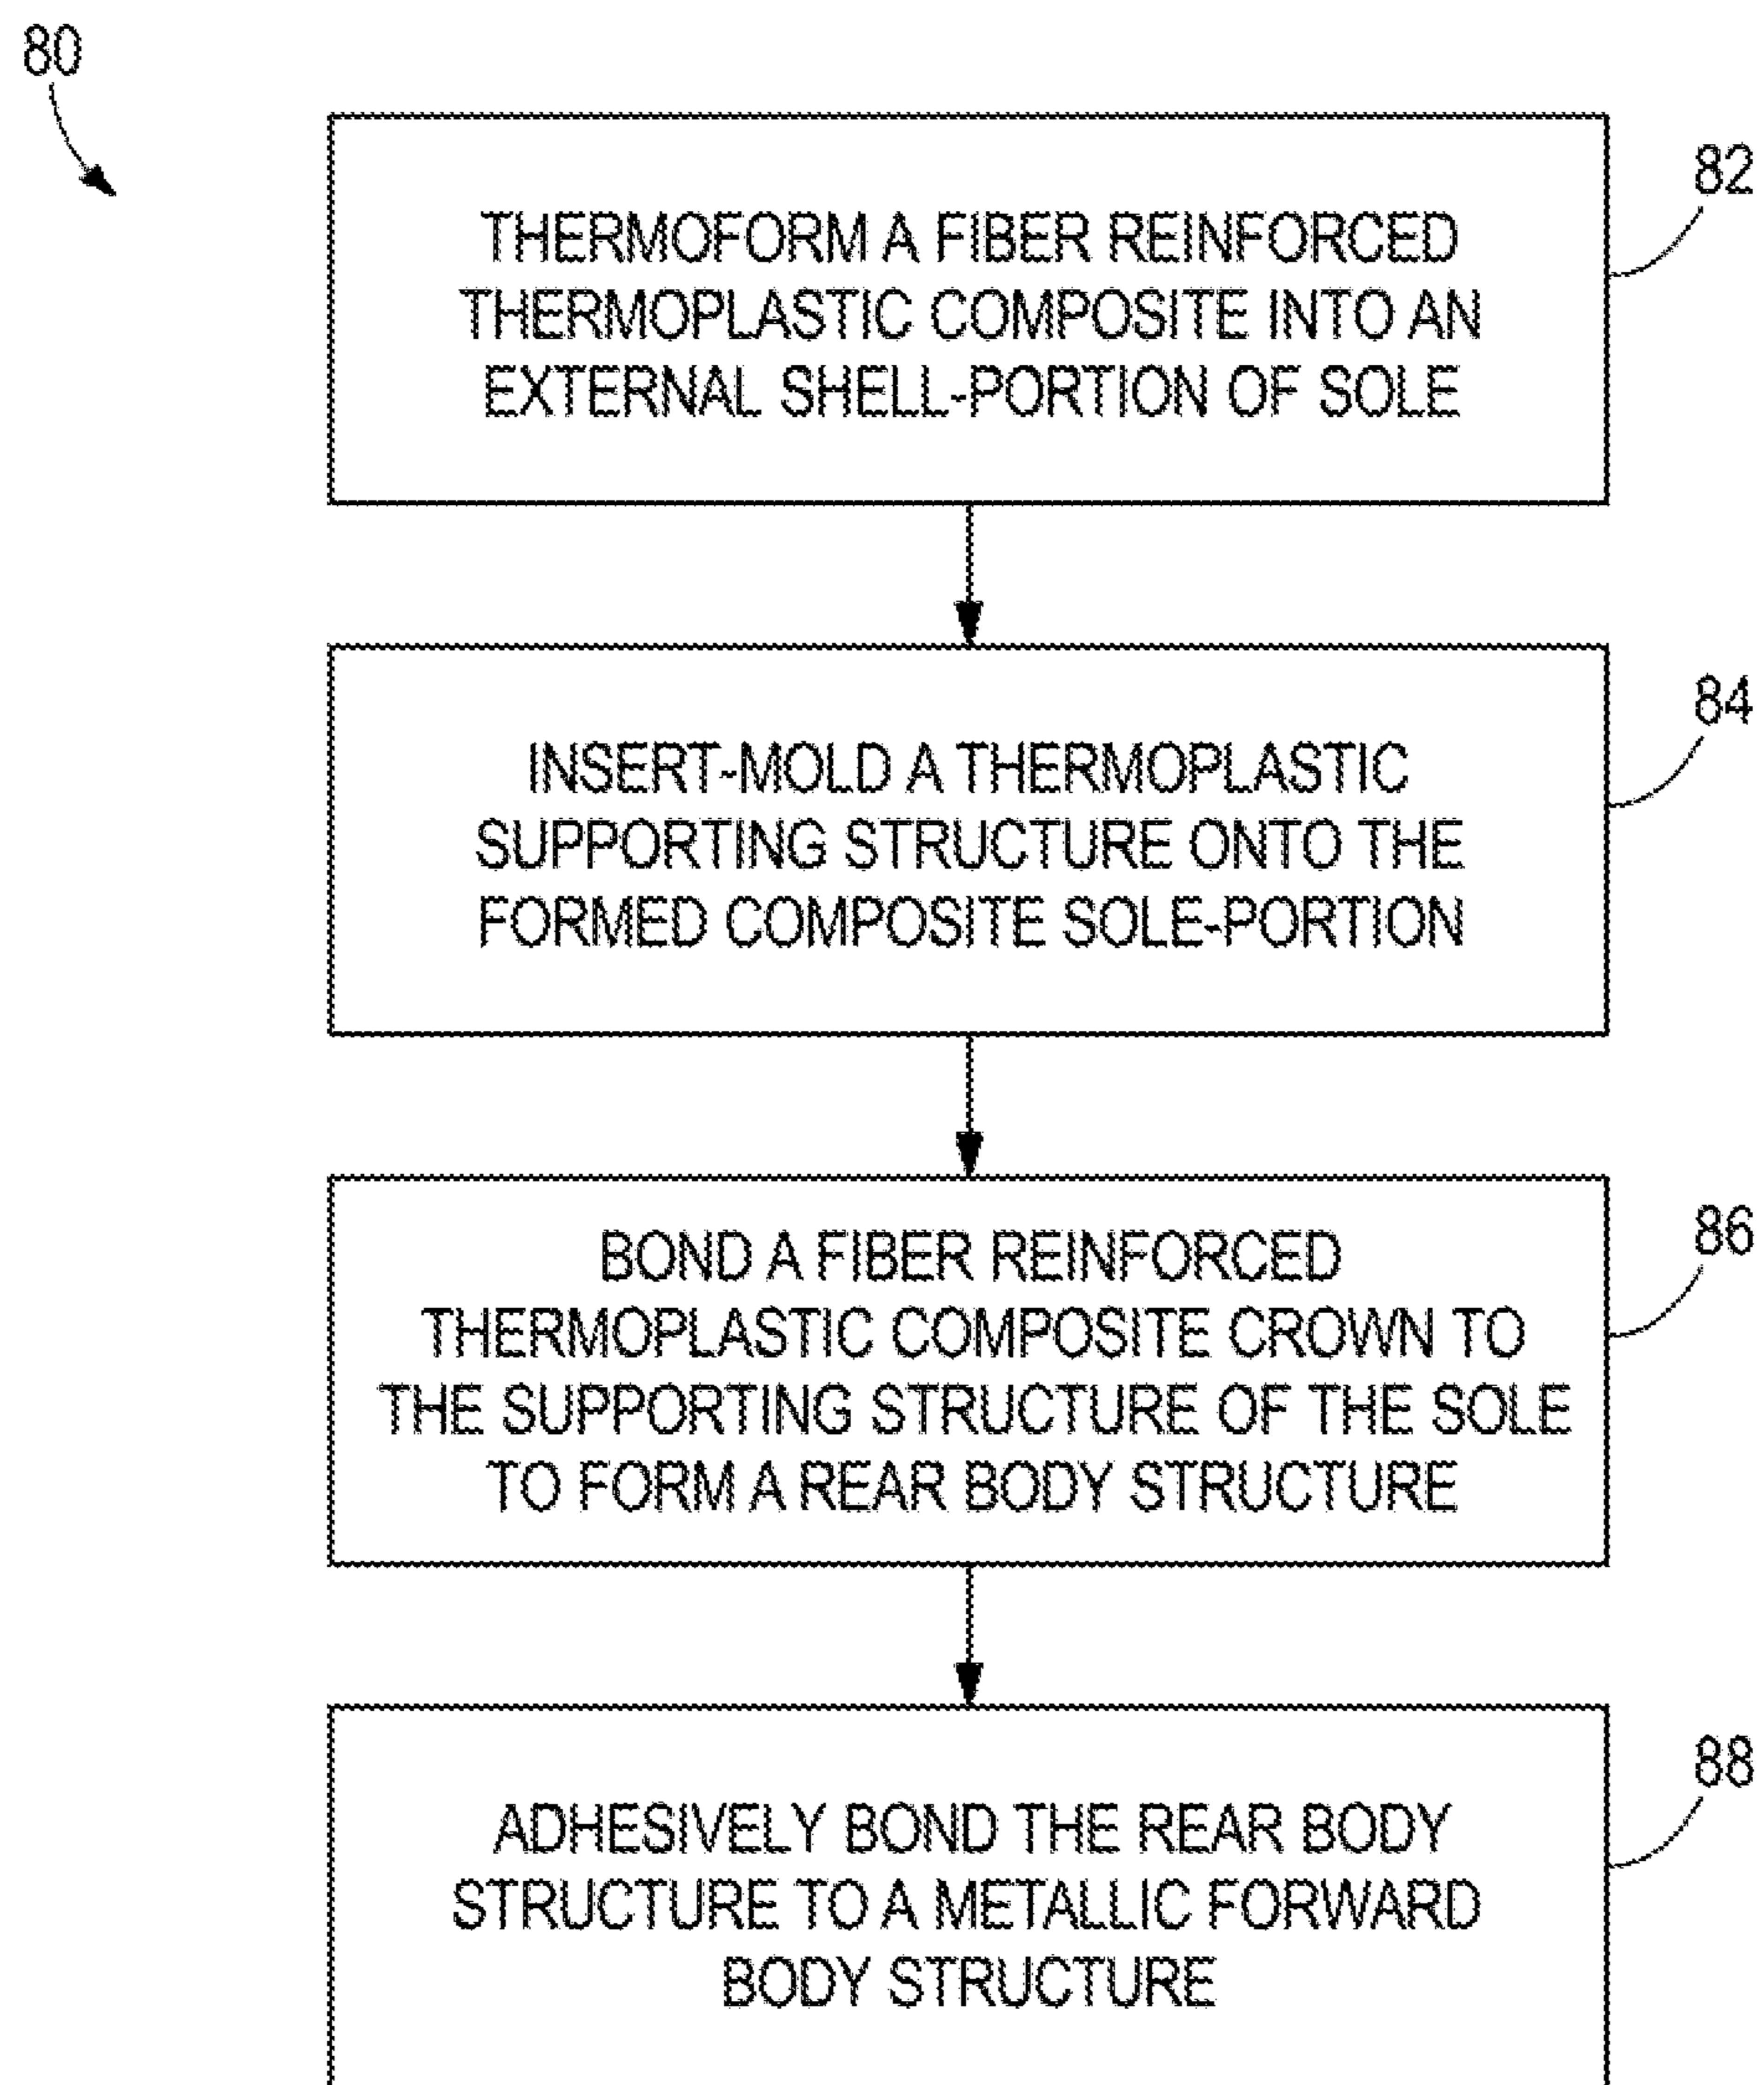 80
82
THERMOFORM A FIBER REINFORCED
THERMOPLASTIC COMPOSITE INTO AN
EXTERNAL SHELL-PORTION OF SOLE
84
INSERT-MOLD A THERMOPLASTIC
SUPPORTING STRUCTURE ONTO THE
FORMED COMPOSITE SOLE-PORTION
86
BOND A FIBER REINFORCED
THERMOPLASTIC COMPOSITE CROWN TO
THE SUPPORTING STRUCTURE OF THE SOLE
TO FORM A REAR BODY STRUCTURE
88
ADHESIVELY BOND THE REAR BODY
STRUCTURE TO A METALLIC FORWARD
BODY STRUCTURE